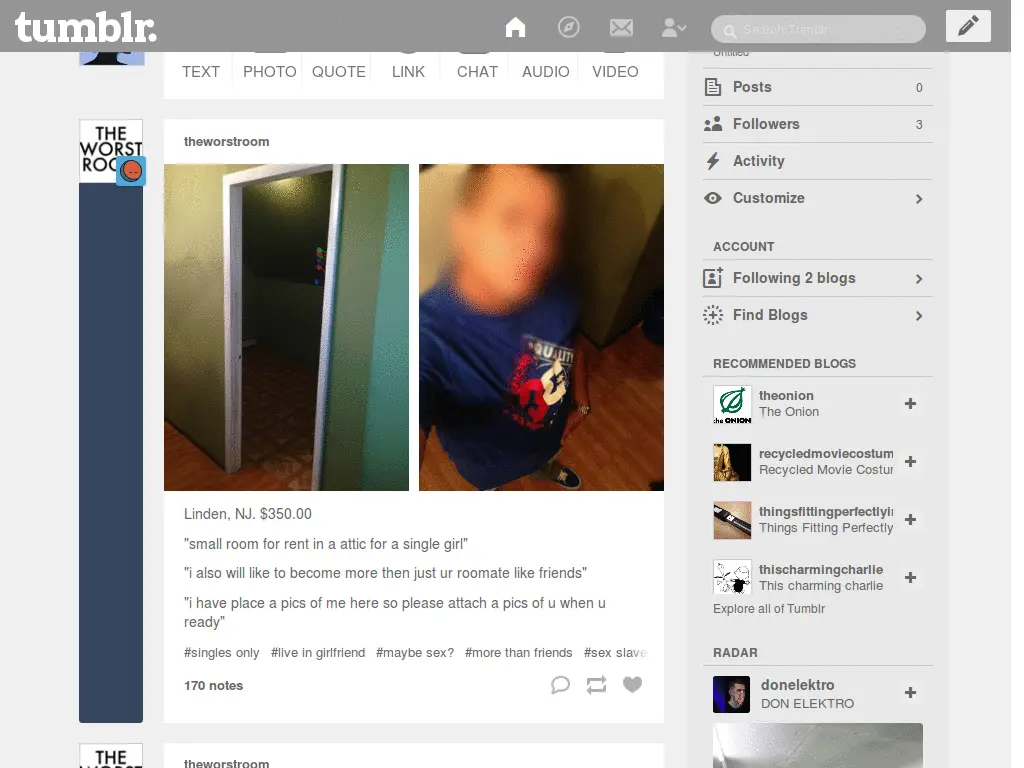 tumblr.
Search Tumblr
TEXT PHOTO QUOTE LINK CHAT AUDIO VIDEO
Untitled
Posts 0
Followers 3
Activity
Customize
ACCOUNT
Following 2 blogs
Find Blogs
RECOMMENDED BLOGS
theonion
The Onion
the ONION
recycledmoviecostum
Recycled Movie Costur
thingsfittingperfectlyi
Things Fitting Perfectly
thischarmingcharlie
This charming charlie
Explore all of Tumblr
RADAR
donelektro
DON ELEKTRO
THE
WORST
ROO
theworstroom
QUALIT
Linden, NJ. $350.00
"small room for rent in a attic for a single girl"
"i also will like to become more then just ur roomate like friends"
"i have place a pics of me here so please attach a pics of u when u
ready"
#singles only #live in girlfriend #maybe sex? #more than friends #sex slave
170 notes
THE
theworstroom